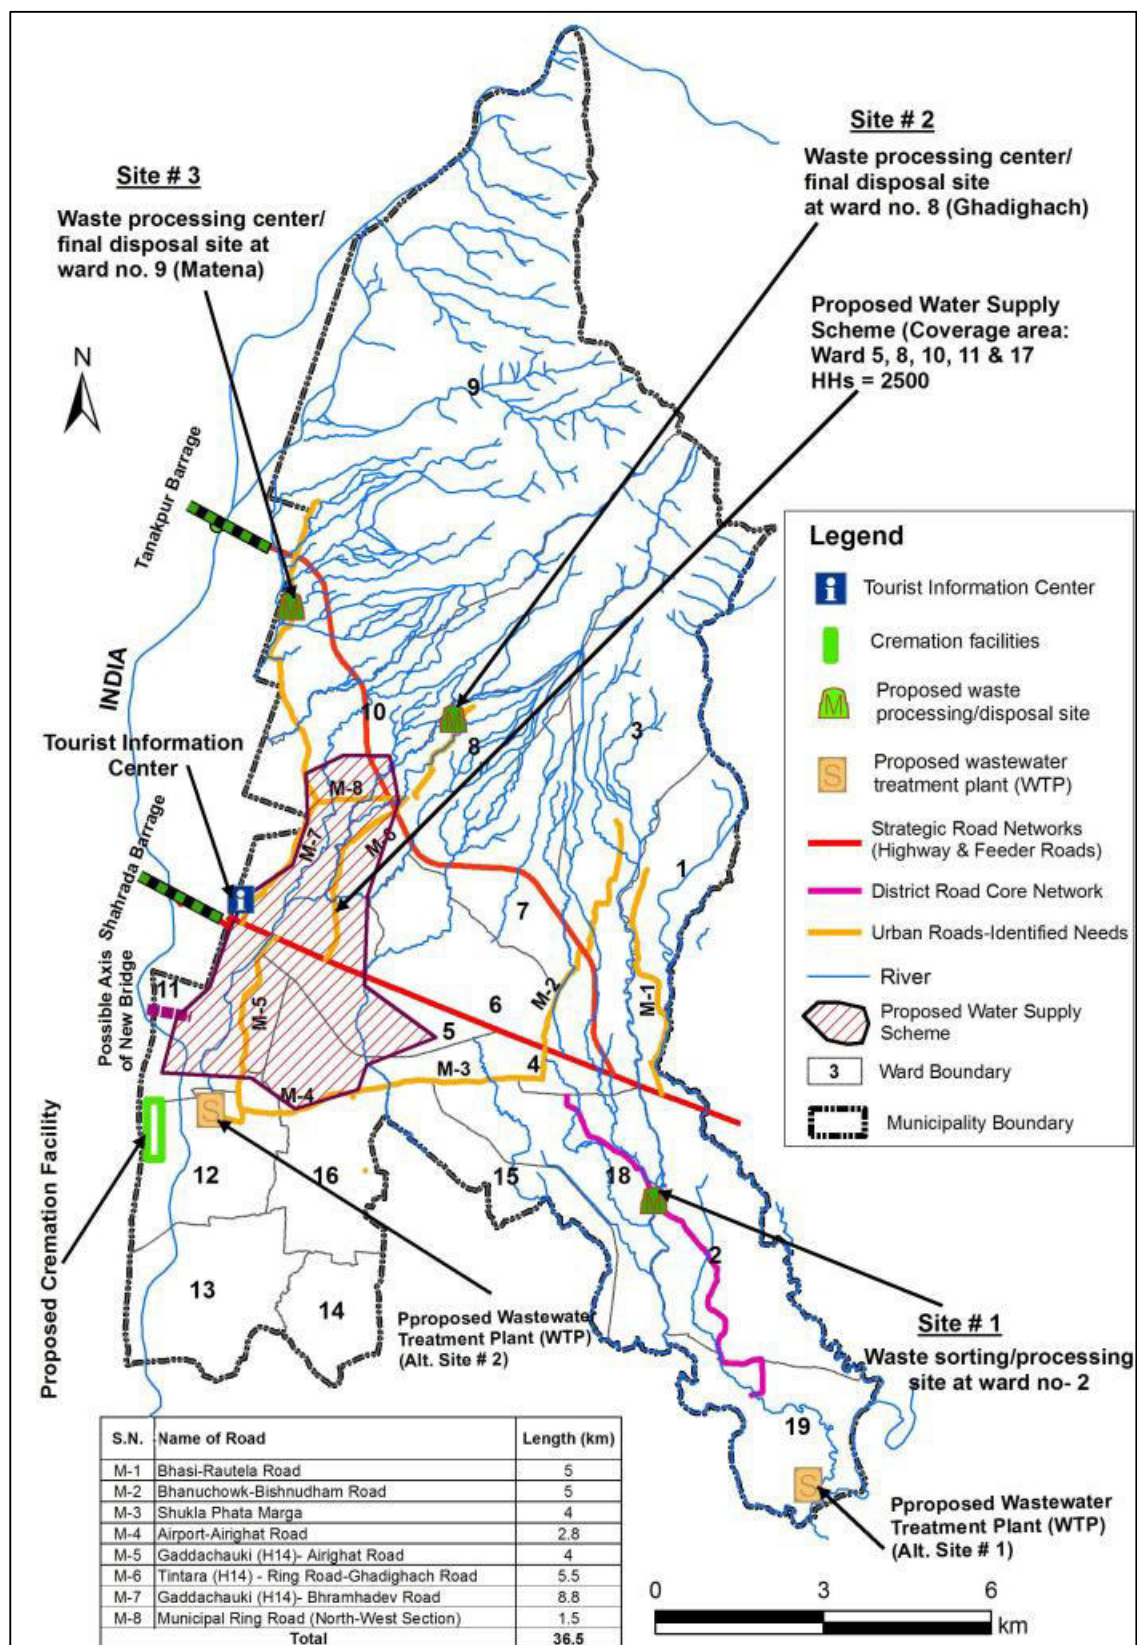 Site # 2
Waste processing center/
final disposal site
at ward no. 8 (Ghadighach)
Site # 3
Waste processing center/
final disposal site at
ward no. 9 (Matena)
Proposed Water Supply
Scheme (Coverage area:
Ward 5, 8, 10, 11 & 17
HHs = 2500
N
9
Tanakpur Barrage
INDIA
10
8
3
1
7
6
5
4
11
12
16
15
18
2
13
14
19
Tourist Information
Center
M-8
M-7
M-6
M-5
M-4
M-3
M-2
M-1
Shahrada Barrage
Possible Axis
of New Bridge
Proposed Cremation Facility
S
M
M
M
S
i
Legend
i
Tourist Information Center
Cremation facilities
M
Proposed waste
processing/disposal site
S
Proposed wastewater
treatment plant (WTP)
Strategic Road Networks
(Highway & Feeder Roads)
District Road Core Network
Urban Roads-Identified Needs
River
Proposed Water Supply
Scheme
3
Ward Boundary
Municipality Boundary
Pproposed Wastewater
Treatment Plant (WTP)
(Alt. Site # 2)
Site # 1
Waste sorting/processing
site at ward no- 2
Pproposed Wastewater
Treatment Plant (WTP)
(Alt. Site # 1)
S.N. Name of Road Length (km)
M-1 Bhasi-Rautela Road 5
M-2 Bhanuchowk-Bishnudham Road 5
M-3 Shukla Phata Marga 4
M-4 Airport-Airighat Road 2.8
M-5 Gaddachauki (H14)- Airighat Road 4
M-6 Tintara (H14) - Ring Road-Ghadighach Road 5.5
M-7 Gaddachauki (H14)- Bhramhadev Road 8.8
M-8 Municipal Ring Road (North-West Section) 1.5
Total 36.5
0 3 6
km